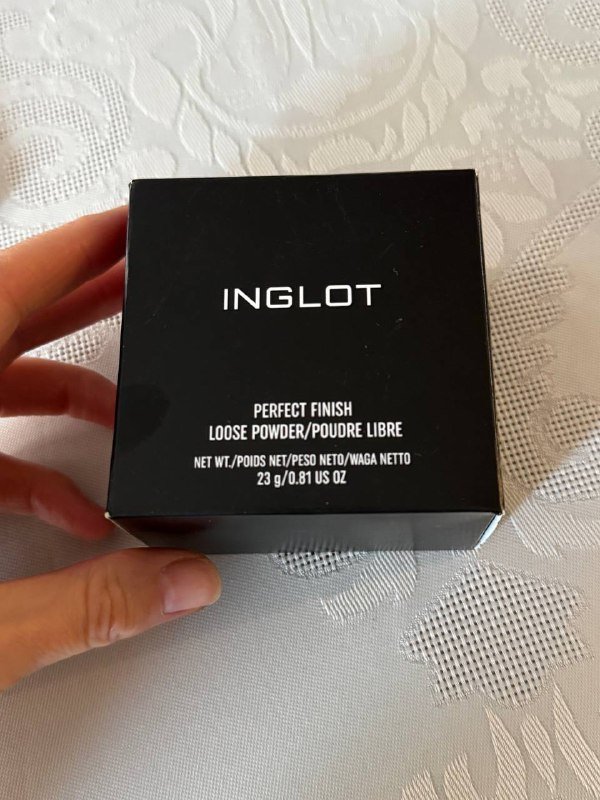 INGLOT
PERFECT FINISH
LOOSE POWDER/POUDRE LIBRE
NET WT./POIDS NET/PESO NETO/WAGA NETTO
23 g/0.81 US OZ